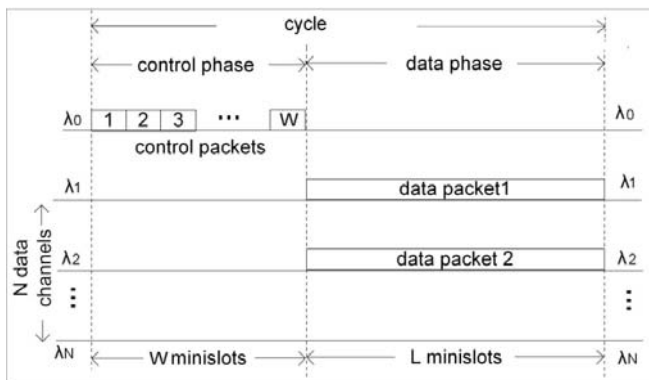 cycle
control phase data phase
λ0 1 2 3 ... W λ0
control packets
λ1 data packet1 λ1
N data channels
λ2 data packet 2 λ2
⋮ ⋮
λN W minislots L minislots λN